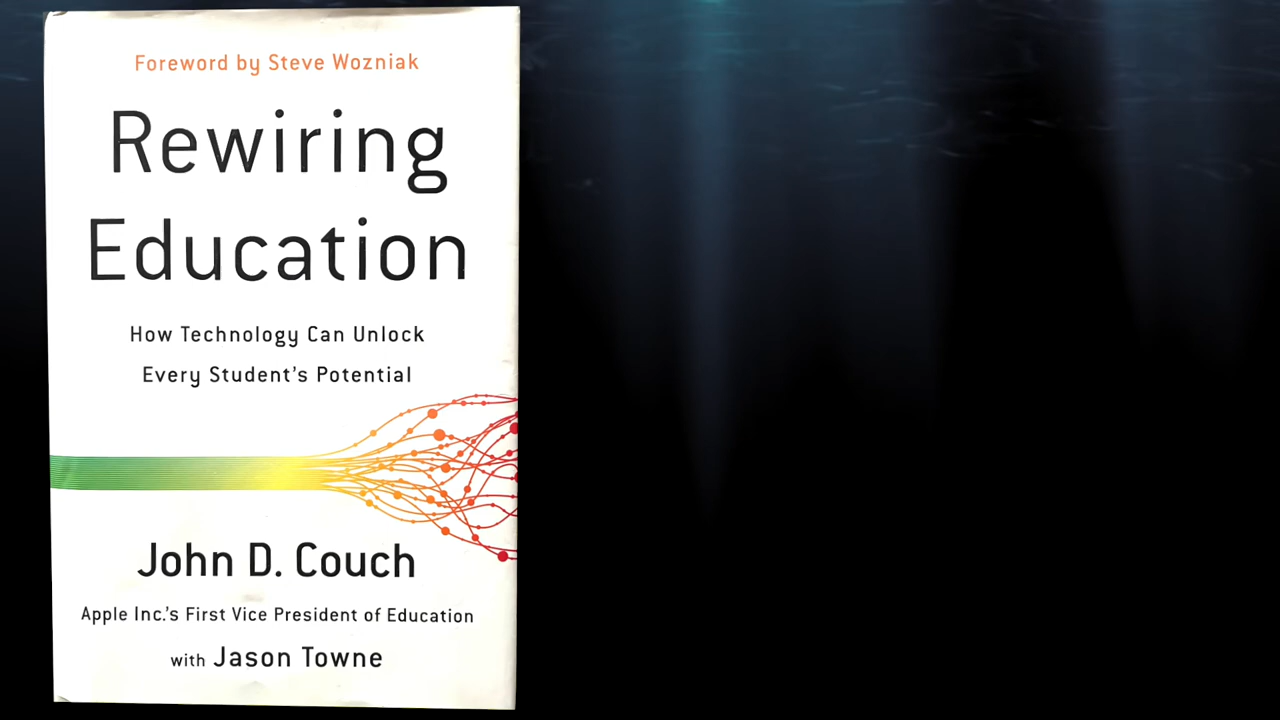 Foreword by Steve Wozniak
Rewiring
Education
How Technology Can Unlock
Every Student's Potential
John D. Couch
Apple Inc.'s First Vice President of Education
with Jason Towne